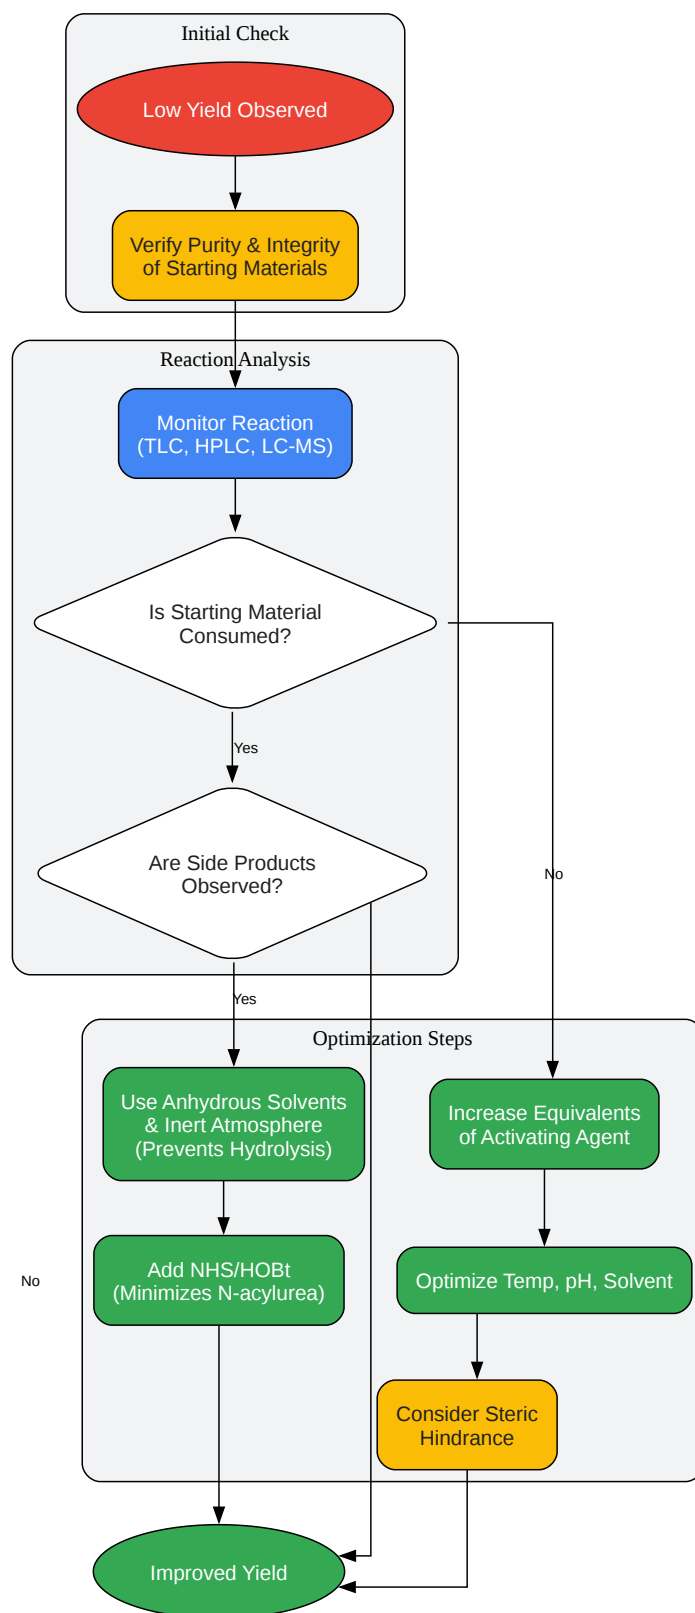 Initial Check
Low Yield Observed
Verify Purity & Integrity
of Starting Materials
Reaction Analysis
Monitor Reaction
(TLC, HPLC, LC-MS)
Is Starting Material
Consumed?
Yes
Are Side Products
Observed?
No
Yes
Optimization Steps
Use Anhydrous Solvents
& Inert Atmosphere
(Prevents Hydrolysis)
Increase Equivalents
of Activating Agent
Add NHS/HOBt
(Minimizes N-acylurea)
Optimize Temp, pH, Solvent
No
Consider Steric
Hindrance
Improved Yield